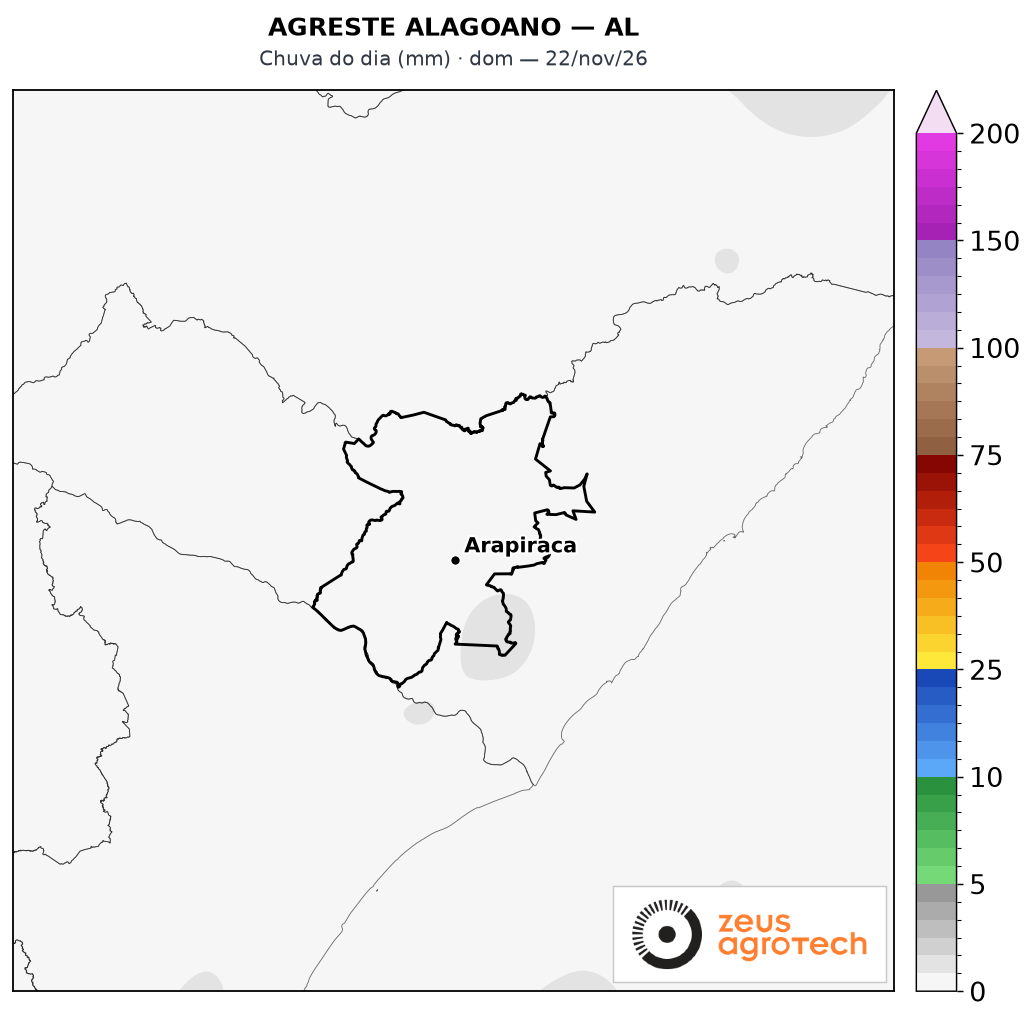 AGRESTE ALAGOANO — AL
Chuva do dia (mm) · dom — 22/nov/26
200
150
100
75
50
25
10
5
0
Arapiraca
zeus
agrotech